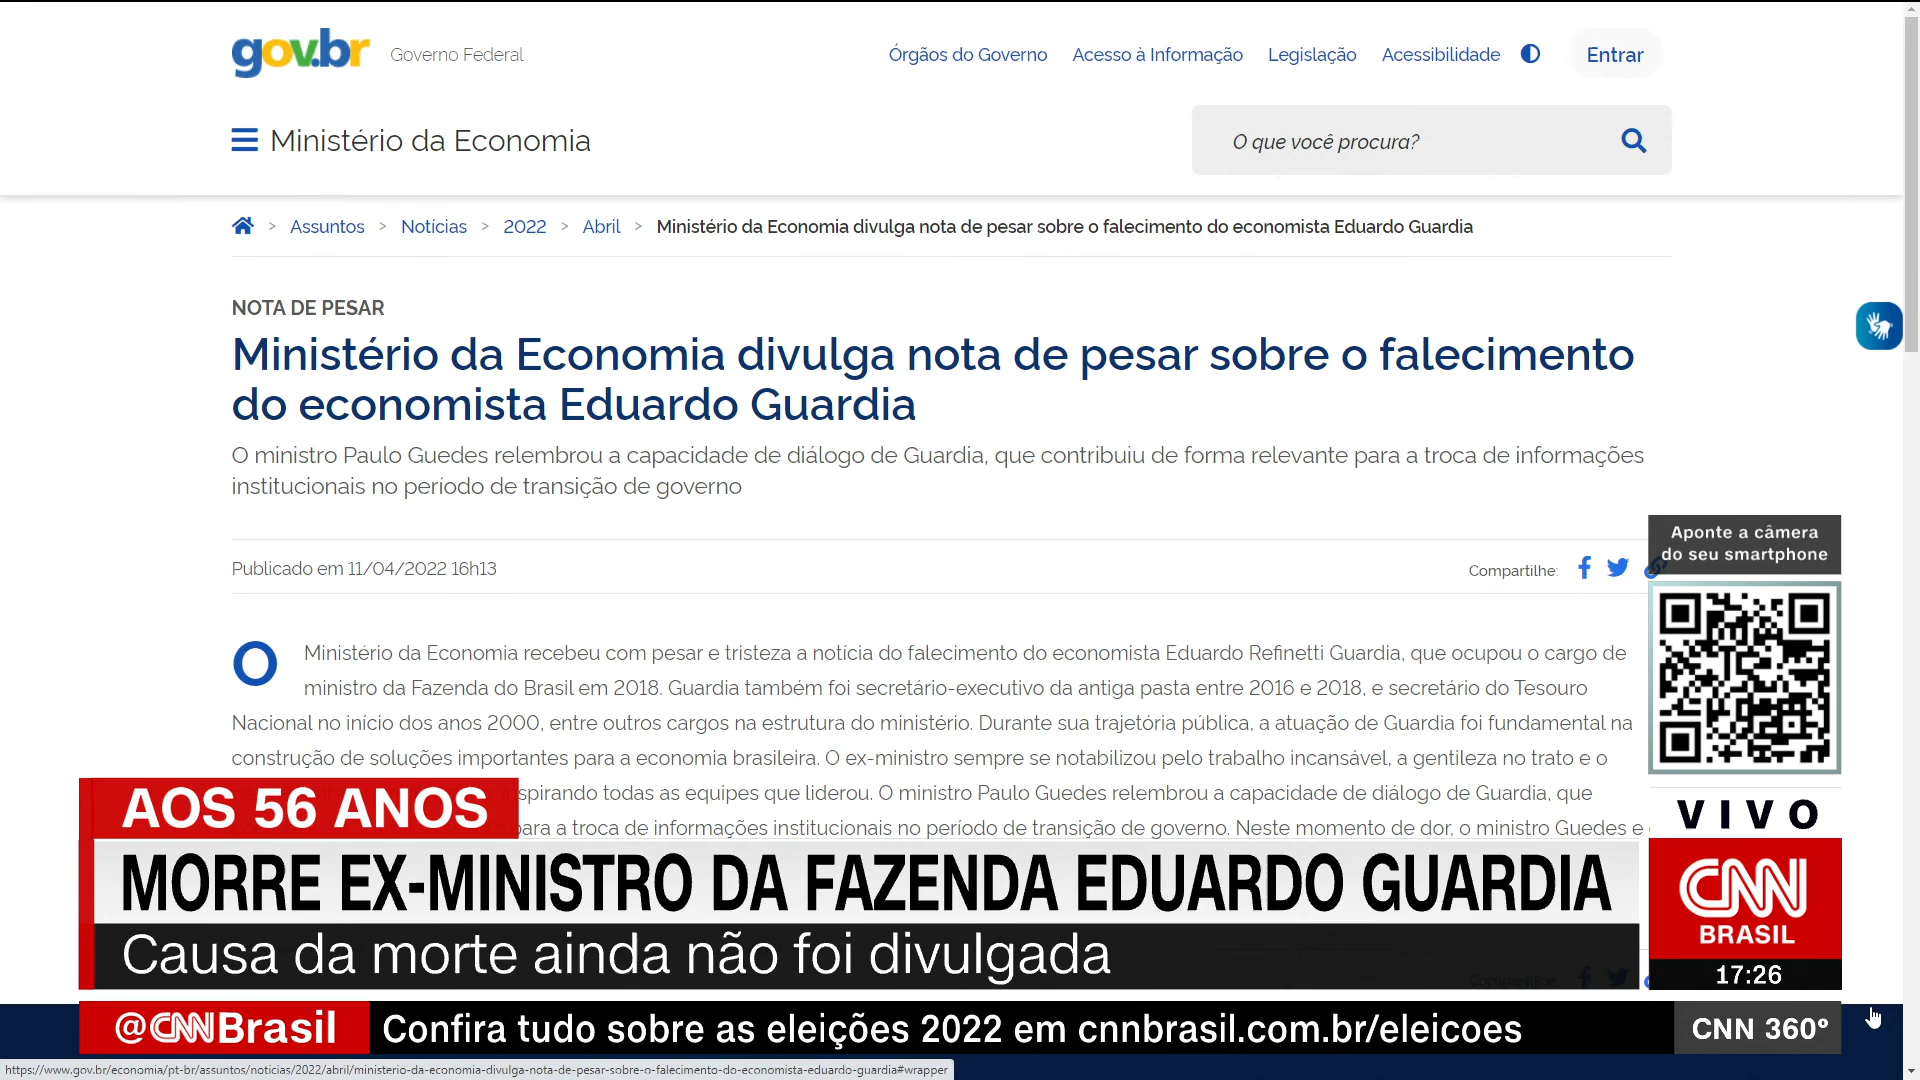 gov.br
Governo Federal
Órgãos do Governo
Acesso à Informação
Legislação
Acessibilidade
Entrar
Ministério da Economia
O que você procura?
> Assuntos > Notícias > 2022 > Abril > Ministério da Economia divulga nota de pesar sobre o falecimento do economista Eduardo Guardia
NOTA DE PESAR
Ministério da Economia divulga nota de pesar sobre o falecimento
do economista Eduardo Guardia
O ministro Paulo Guedes relembrou a capacidade de diálogo de Guardia, que contribuiu de forma relevante para a troca de informações
institucionais no período de transição de governo
Aponte a câmera
do seu smartphone
Publicado em 11/04/2022 16h13
Compartilhe:
O Ministério da Economia recebeu com pesar e tristeza a notícia do falecimento do economista Eduardo Refinetti Guardia, que ocupou o cargo de
ministro da Fazenda do Brasil em 2018. Guardia também foi secretário-executivo da antiga pasta entre 2016 e 2018, e secretário do Tesouro
Nacional no início dos anos 2000, entre outros cargos na estrutura do ministério. Durante sua trajetória pública, a atuação de Guardia foi fundamental na
construção de soluções importantes para a economia brasileira. O ex-ministro sempre se notabilizou pelo trabalho incansável, a gentileza no trato e o
todas as equipes que liderou. O ministro Paulo Guedes relembrou a capacidade de diálogo de Guardia, que
para a troca de informações institucionais no período de transição de governo. Neste momento de dor, o ministro Guedes e
AOS 56 ANOS
MORRE EX-MINISTRO DA FAZENDA EDUARDO GUARDIA
Causa da morte ainda não foi divulgada
Compartilhe:
VIVO
CNN
BRASIL
17:26
@CNNBrasil
Confira tudo sobre as eleições 2022 em cnnbrasil.com.br/eleicoes
CNN 360º
https://www.gov.br/economia/pt-br/assuntos/noticias/2022/abril/ministerio-da-economia-divulga-nota-de-pesar-sobre-o-falecimento-do-economista-eduardo-guardia#wrapper